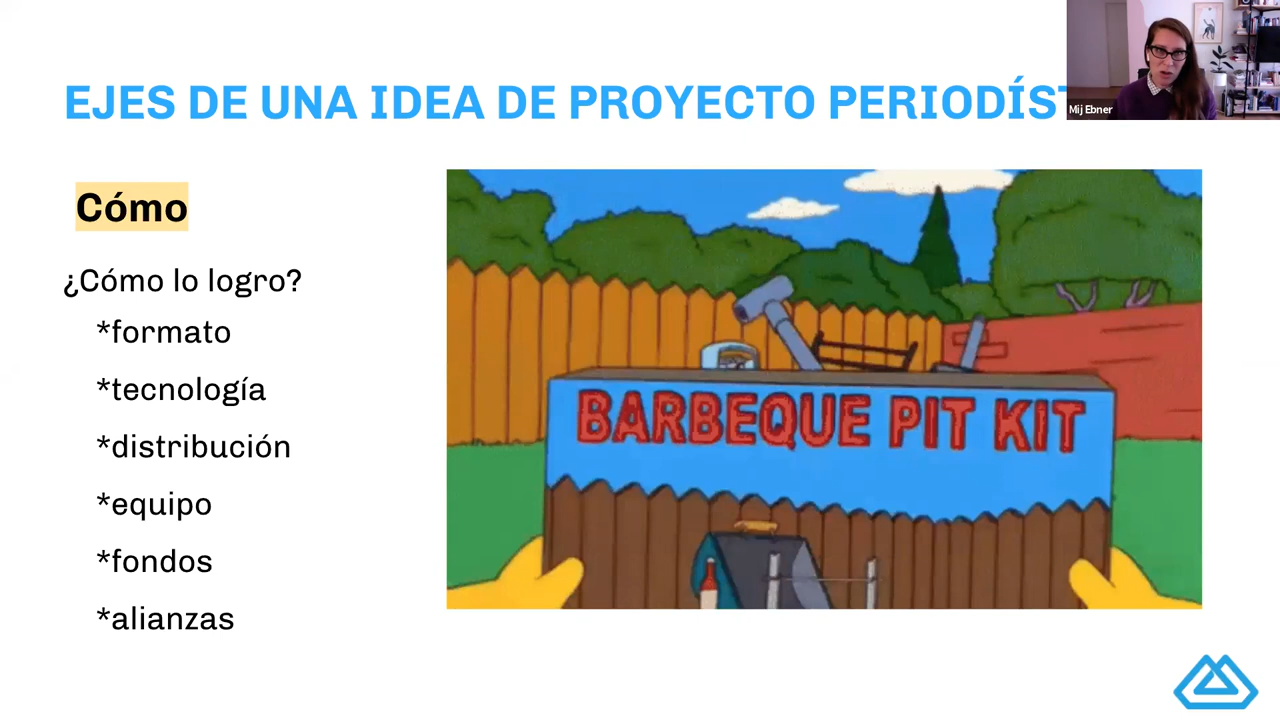 EJES DE UNA IDEA DE PROYECTO PERIODÍST
Mij Ebner
Cómo
¿Cómo lo logro?
*formato
*tecnología
*distribución
*equipo
*fondos
*alianzas
BARBEQUE PIT KIT